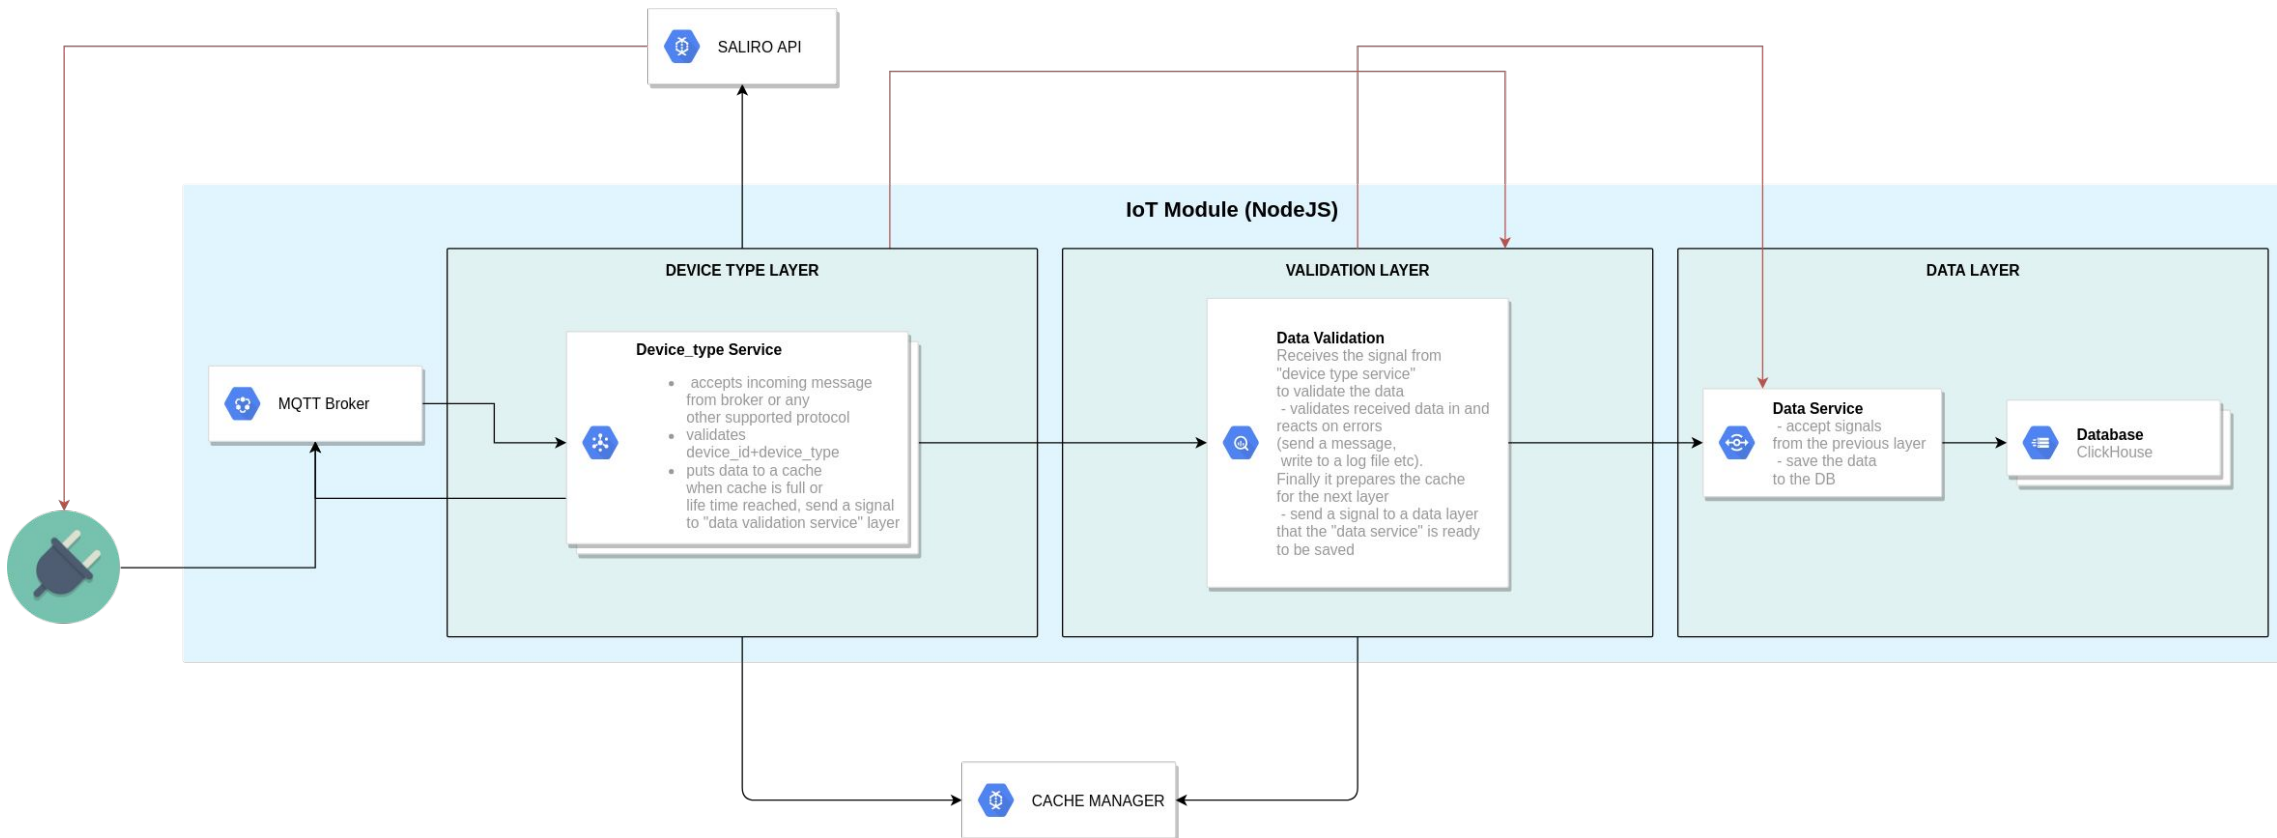 SALIRO API
IoT Module (NodeJS)
DEVICE TYPE LAYER
VALIDATION LAYER
DATA LAYER
MQTT Broker
Device_type Service
accepts incoming message
from broker or any
other supported protocol
validates
device_id+device_type
puts data to a cache
when cache is full or
life time reached, send a signal
to "data validation service" layer
Data Validation
Receives the signal from
"device type service"
to validate the data
- validates received data in and
reacts on errors
(send a message,
write to a log file etc).
Finally it prepares the cache
for the next layer
- send a signal to a data layer
that the "data service" is ready
to be saved
Data Service
- accept signals
from the previous layer
- save the data
to the DB
Database
ClickHouse
CACHE MANAGER